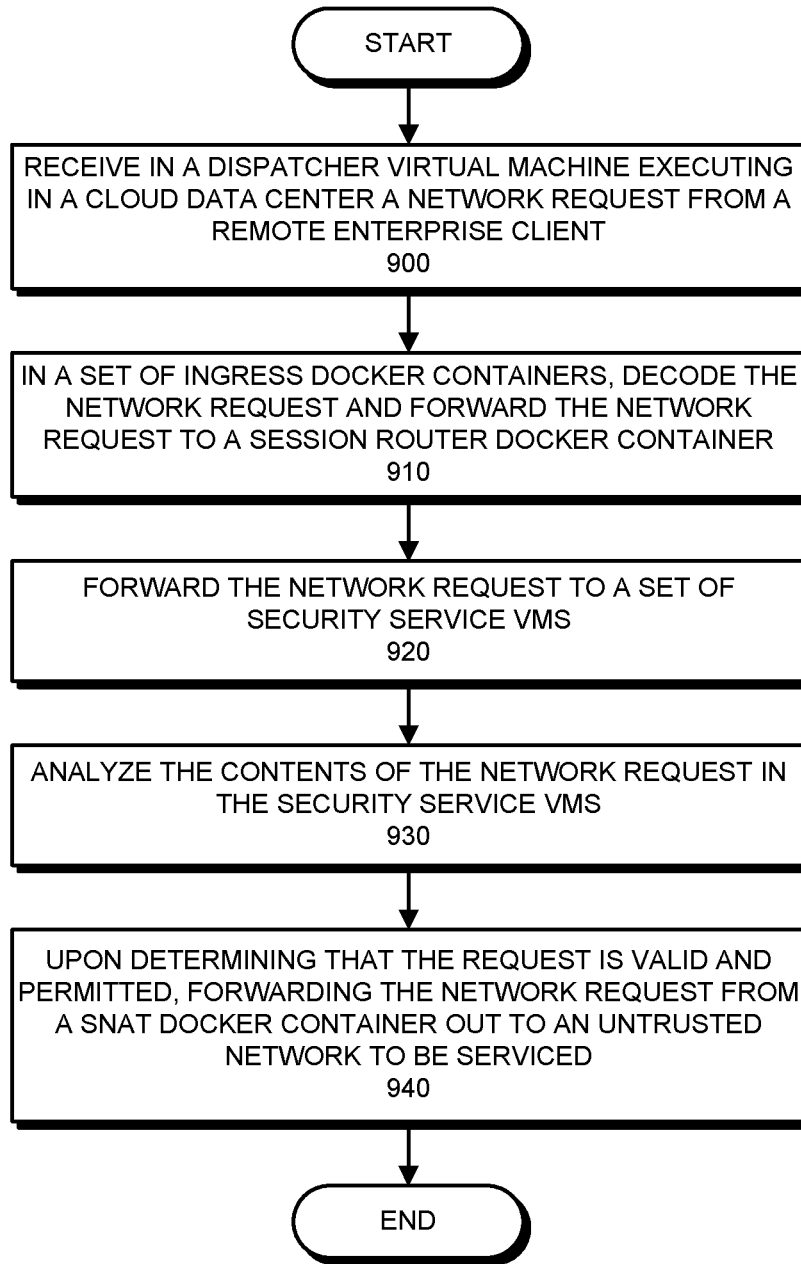 START
RECEIVE IN A DISPATCHER VIRTUAL MACHINE EXECUTING
IN A CLOUD DATA CENTER A NETWORK REQUEST FROM A
REMOTE ENTERPRISE CLIENT
900
IN A SET OF INGRESS DOCKER CONTAINERS, DECODE THE
NETWORK REQUEST AND FORWARD THE NETWORK
REQUEST TO A SESSION ROUTER DOCKER CONTAINER
910
FORWARD THE NETWORK REQUEST TO A SET OF
SECURITY SERVICE VMS
920
ANALYZE THE CONTENTS OF THE NETWORK REQUEST IN
THE SECURITY SERVICE VMS
930
UPON DETERMINING THAT THE REQUEST IS VALID AND
PERMITTED, FORWARDING THE NETWORK REQUEST FROM
A SNAT DOCKER CONTAINER OUT TO AN UNTRUSTED
NETWORK TO BE SERVICED
940
END